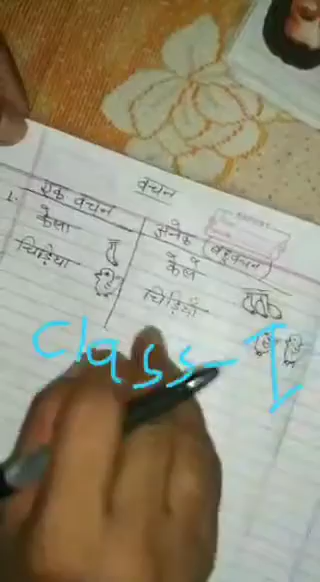 वचन
एक वचन
अनेक (बहुवचन)
1. केला
केले
चिड़िया
चिड़ियाँ
Class-I